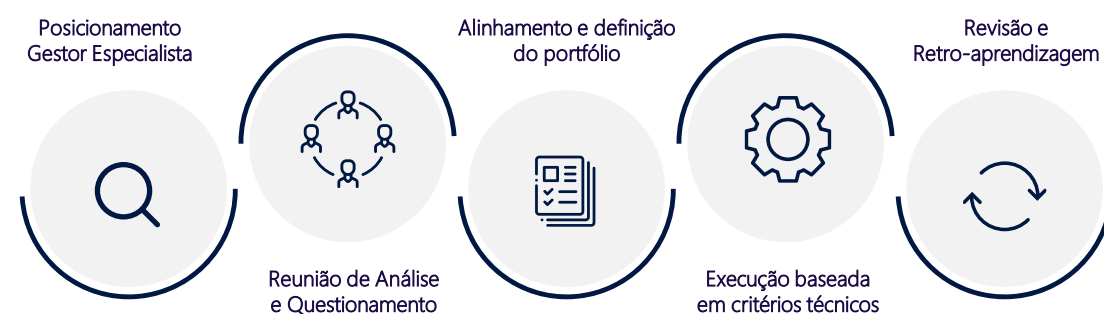 Posicionamento
Gestor Especialista
Reunião de Análise
e Questionamento
Alinhamento e definição
do portfólio
Execução baseada
em critérios técnicos
Revisão e
Retro-aprendizagem